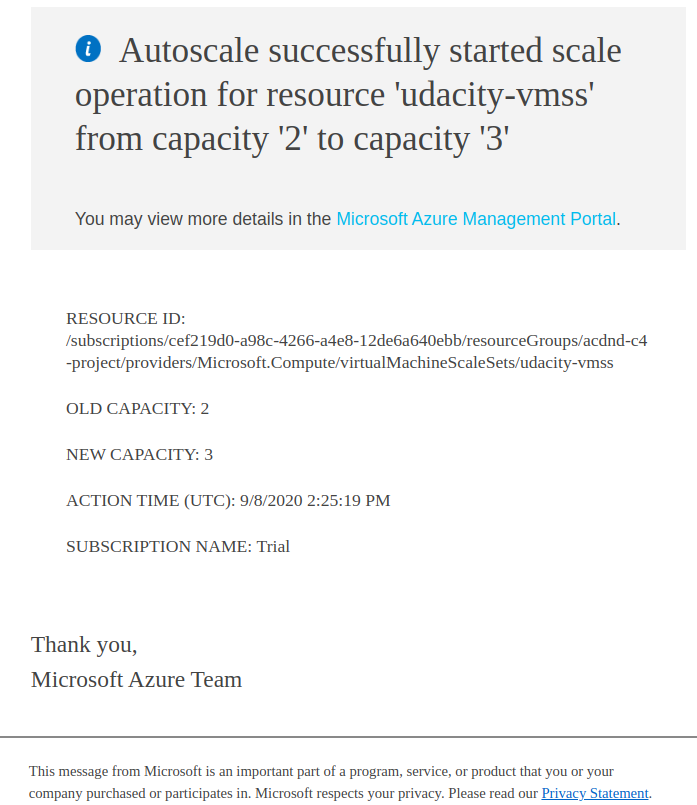 Autoscale successfully started scale
operation for resource 'udacity-vmss'
from capacity '2' to capacity '3'
You may view more details in the Microsoft Azure Management Portal.
RESOURCE ID:
/subscriptions/cef219d0-a98c-4266-a4e8-12de6a640ebb/resourceGroups/acdnd-c4
-project/providers/Microsoft.Compute/virtualMachineScaleSets/udacity-vmss
OLD CAPACITY: 2
NEW CAPACITY: 3
ACTION TIME (UTC): 9/8/2020 2:25:19 PM
SUBSCRIPTION NAME: Trial
Thank you,
Microsoft Azure Team
This message from Microsoft is an important part of a program, service, or product that you or your
company purchased or participates in. Microsoft respects your privacy. Please read our Privacy Statement.